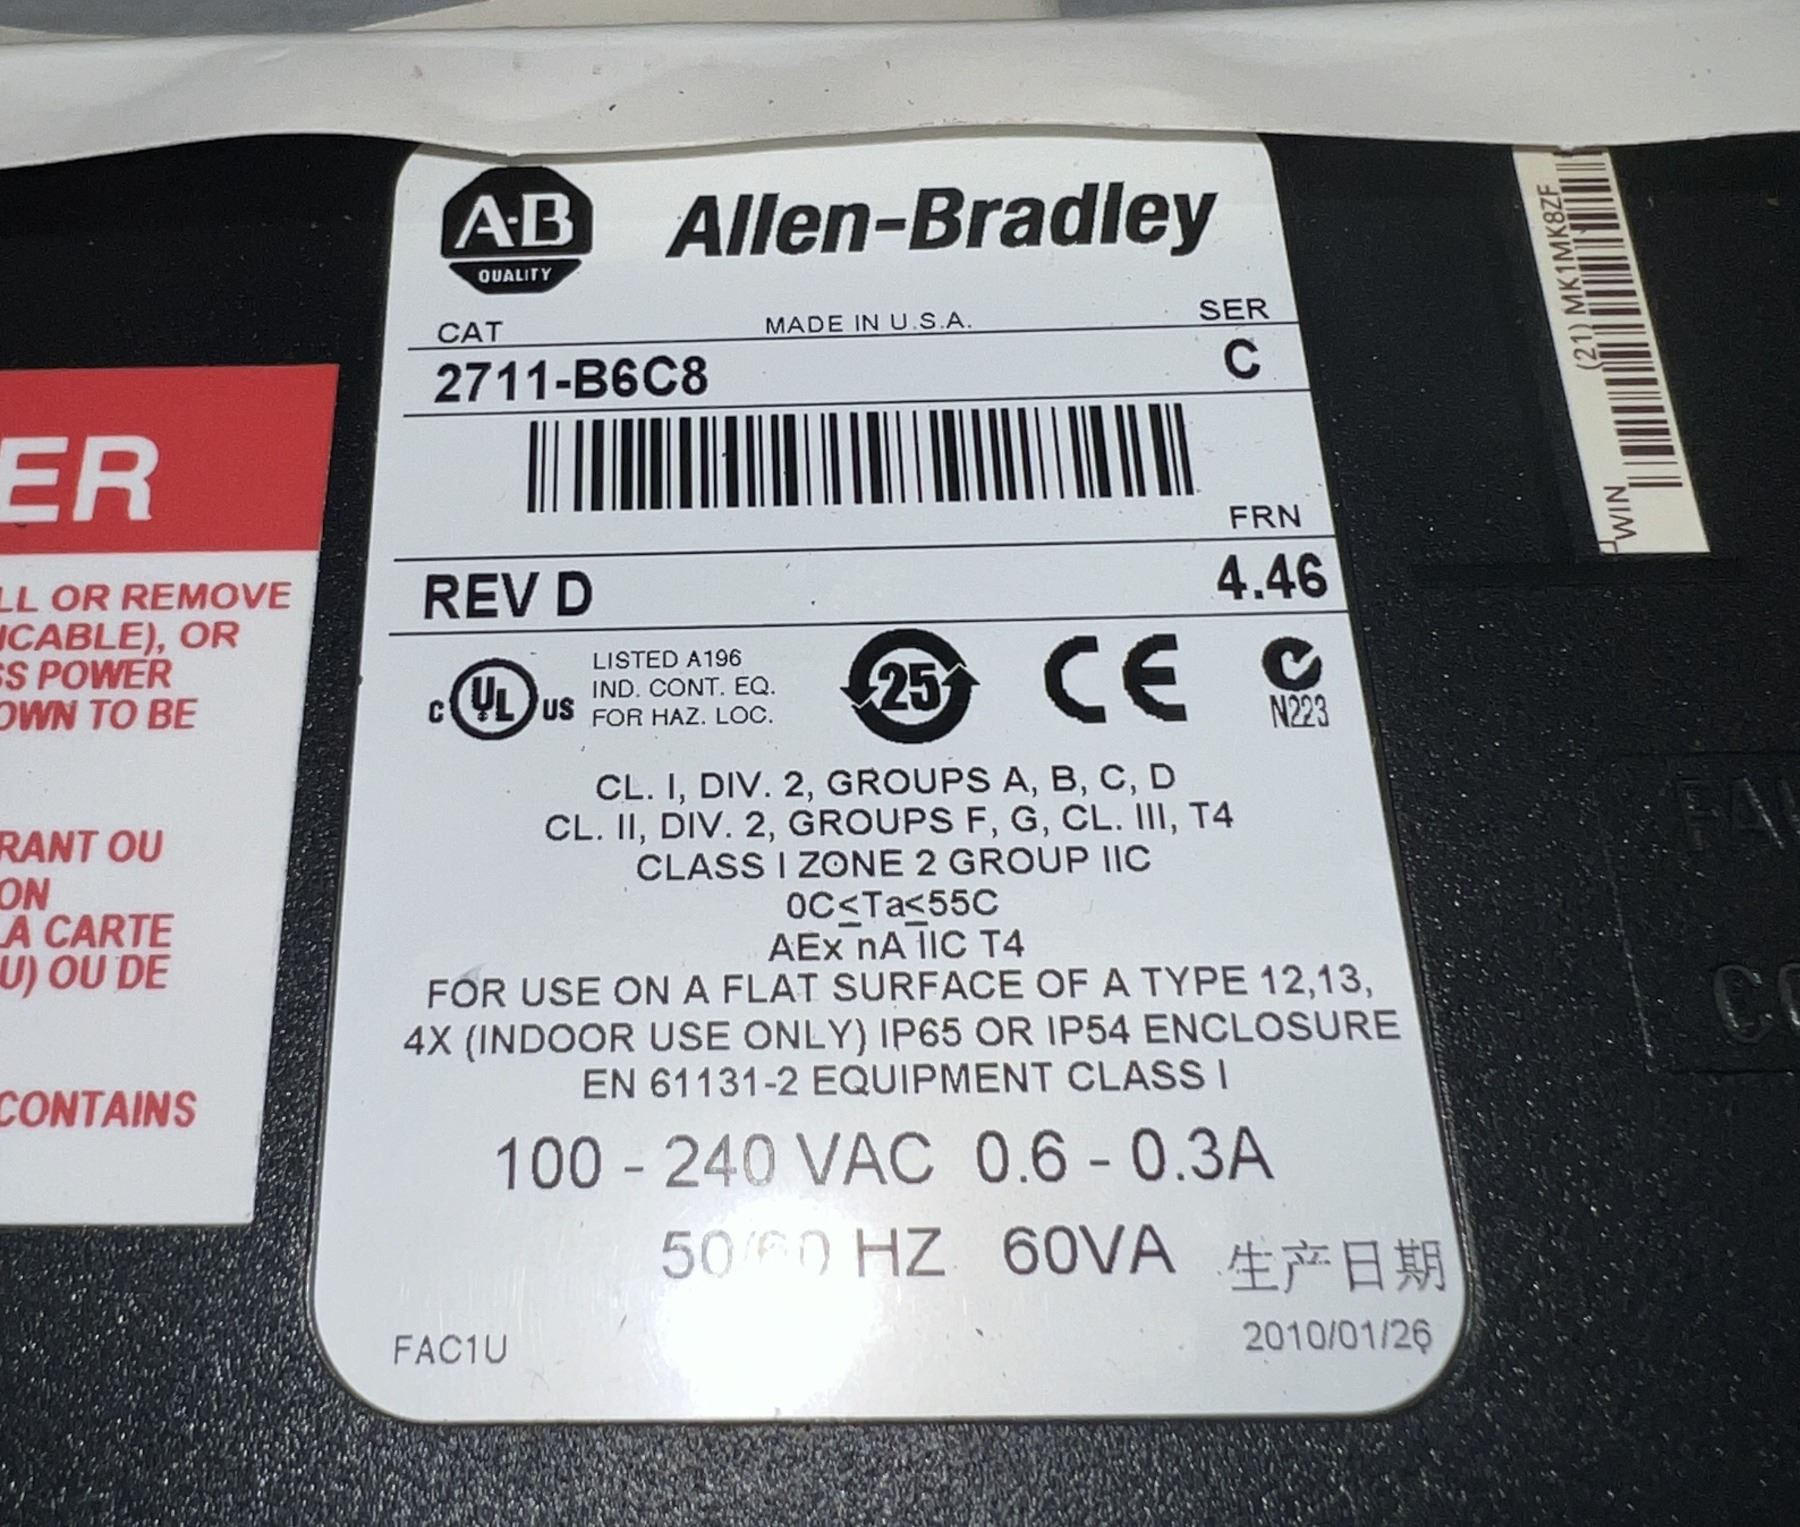 A-B
QUALITY
Allen-Bradley
CAT
MADE IN U.S.A.
SER
2711-B6C8
C
FRN
REV D
4.46
C UL US
LISTED A196
IND. CONT. EQ.
FOR HAZ. LOC.
25
CE
N223
CL. I, DIV. 2, GROUPS A, B, C, D
CL. II, DIV. 2, GROUPS F, G, CL. III, T4
CLASS I ZONE 2 GROUP IIC
0C≤Ta≤55C
AEx nA IIC T4
FOR USE ON A FLAT SURFACE OF A TYPE 12,13,
4X (INDOOR USE ONLY) IP65 OR IP54 ENCLOSURE
EN 61131-2 EQUIPMENT CLASS I
100 - 240 VAC 0.6 - 0.3A
50/60 HZ 60VA
生产日期
FAC1U
2010/01/26
ER
LL OR REMOVE
ICABLE), OR
SS POWER
OWN TO BE
RANT OU
ON
LA CARTE
U) OU DE
CONTAINS
(21) MK1MK8ZF
WIN